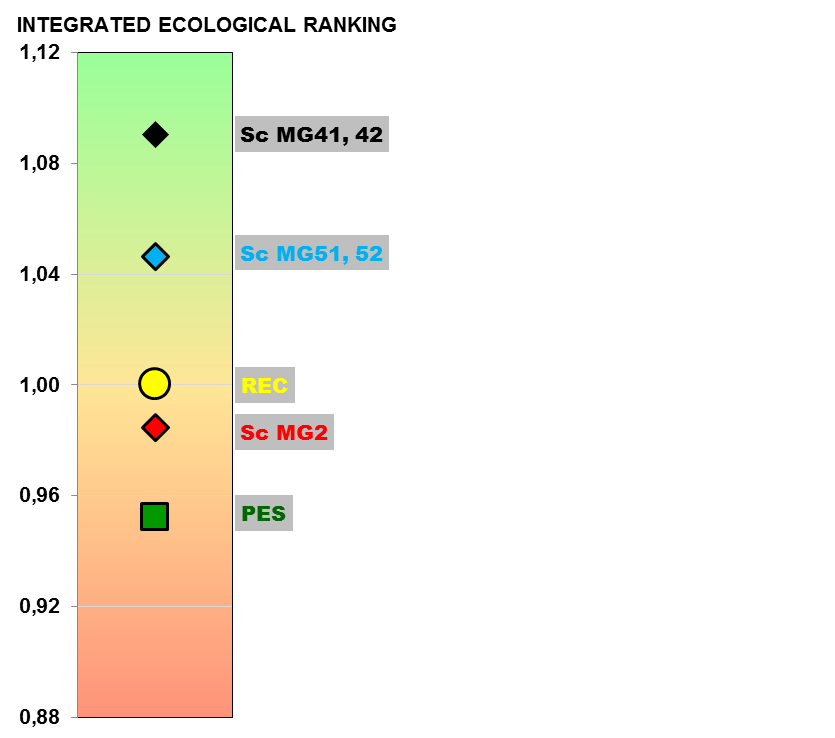 INTEGRATED ECOLOGICAL RANKING
1,12
Sc MG41, 42
1,08
Sc MG51, 52
1,04
1,00
REC
Sc MG2
0,96
PES
0,92
0,88